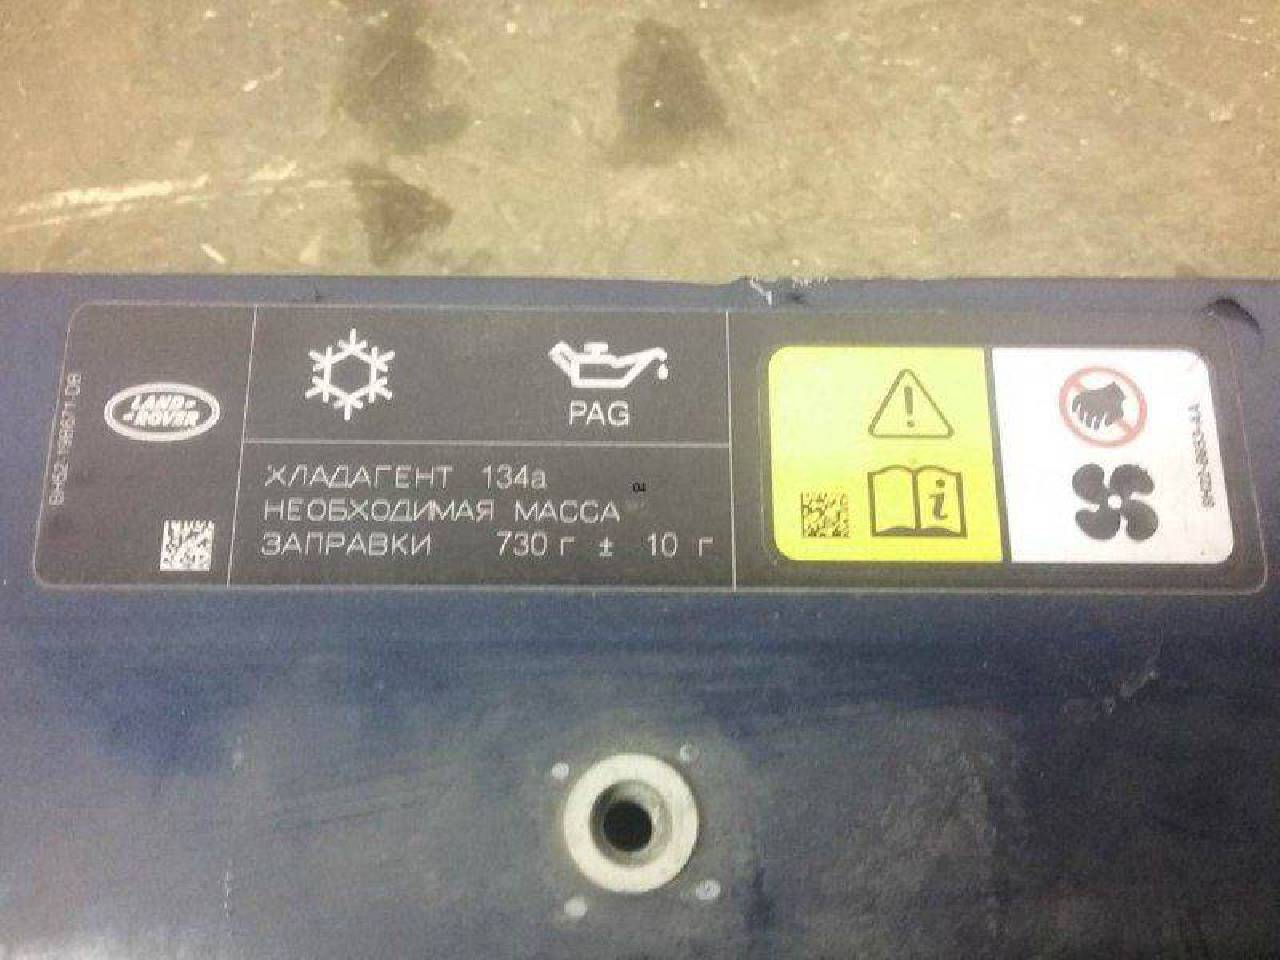 LAND-
-ROVER
PAG
ХЛАДАГЕНТ 134a
НЕОБХОДИМАЯ МАССА
ЗАПРАВКИ 730 г ± 10 г